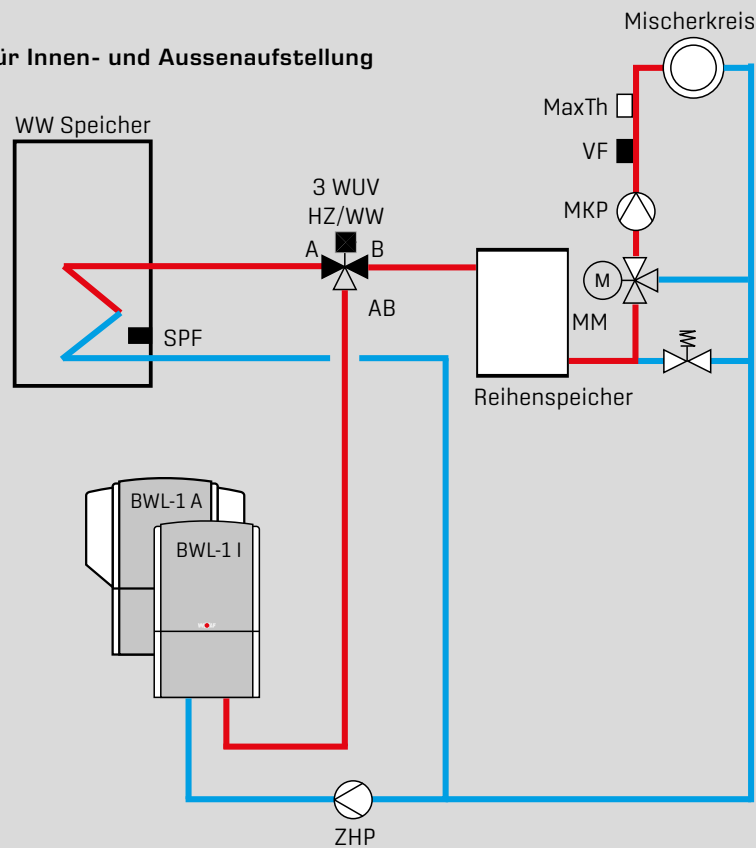 ür Innen- und Aussenaufstellung
Mischerkreis
MaxTh
WW Speicher
VF
3 WUV
HZ/WW
MKP
A
B
M
AB
MM
SPF
Reihenspeicher
BWL-1 A
BWL-1 I
ZHP